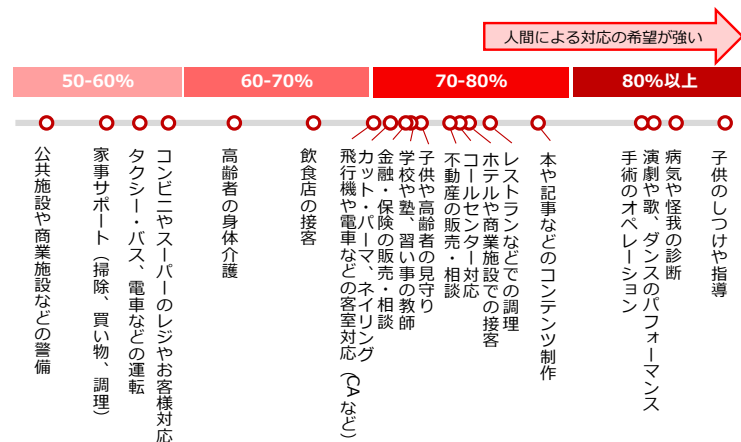 人間による対応の希望が強い
50-60%
60-70%
70-80%
80%以上
公共施設や商業施設などの警備
家事サポート（掃除、買い物、調理）
タクシー・バス、電車などの運転
コンビニやスーパーのレジやお客様対応
高齢者の身体介護
飲食店の接客
飛行機や電車などの客室対応（CAなど）
カット・パーマ、ネイリング
金融・保険の販売・相談
学校や塾、習い事の教師
子供や高齢者の見守り
不動産の販売・相談
コールセンター対応
ホテルや商業施設での接客
レストランなどでの調理
本や記事などのコンテンツ制作
手術のオペレーション
演劇や歌、ダンスのパフォーマンス
病気や怪我の診断
子供のしつけや指導